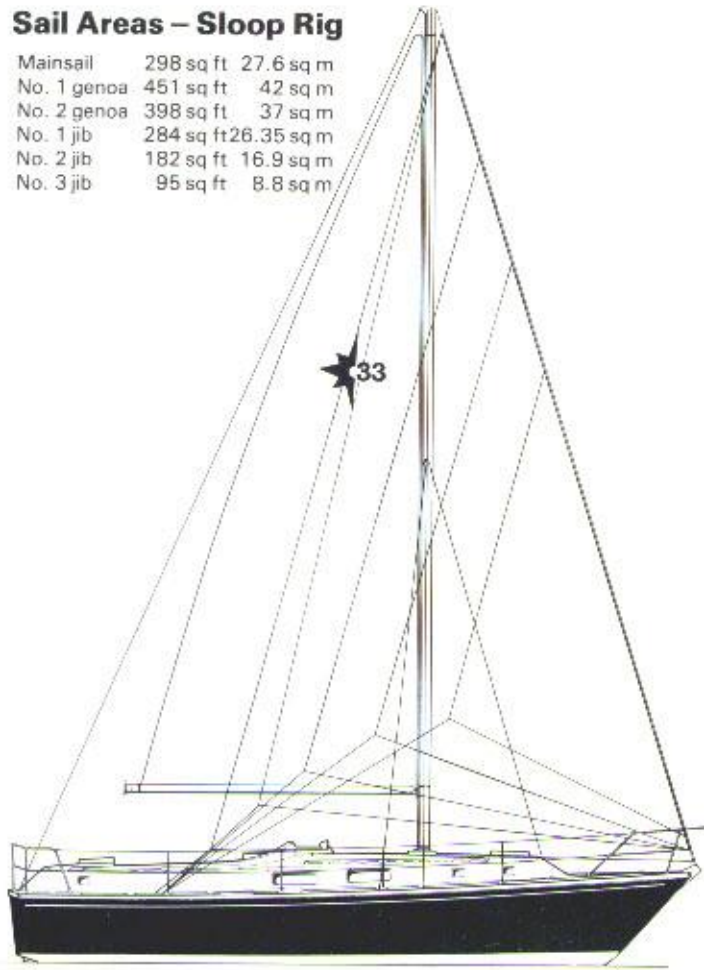 Sail Areas – Sloop Rig
Mainsail 298 sq ft 27.6 sq m
No. 1 genoa 451 sq ft 42 sq m
No. 2 genoa 398 sq ft 37 sq m
No. 1 jib 284 sq ft 26.35 sq m
No. 2 jib 182 sq ft 16.9 sq m
No. 3 jib 95 sq ft 8.8 sq m
33